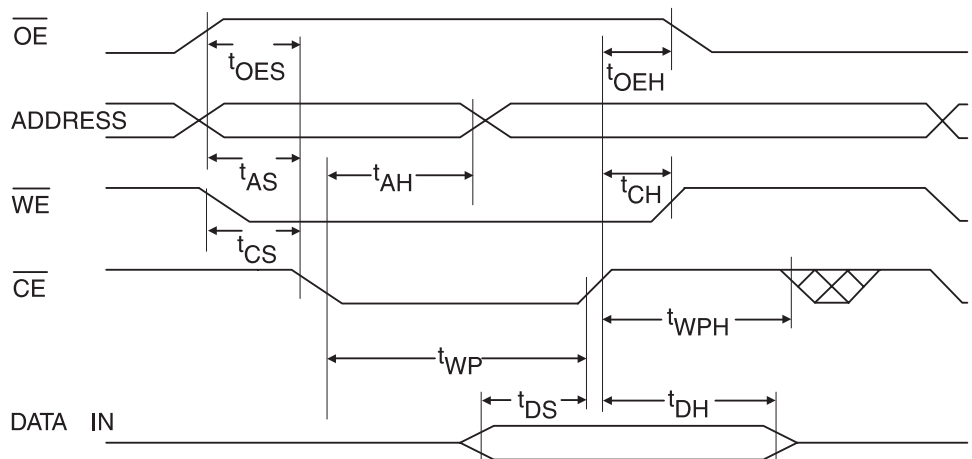 OE
tOES
tOEH
ADDRESS
tAS
tAH
tCH
WE
tCS
CE
tWPH
tWP
tDS
tDH
DATA IN